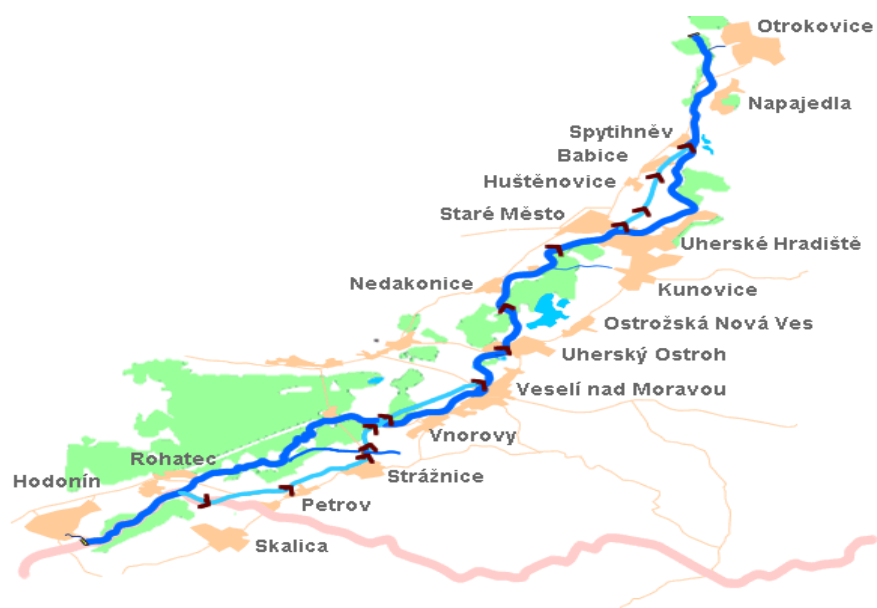 Otrokovice
Napajedla
Spytihněv
Babice
Huštěnovice
Staré Město
Uherské Hradiště
Nedakonice
Kunovice
Ostrožská Nová Ves
Uherský Ostroh
Veselí nad Moravou
Vnorovy
Rohatec
Strážnice
Hodonín
Petrov
Skalica